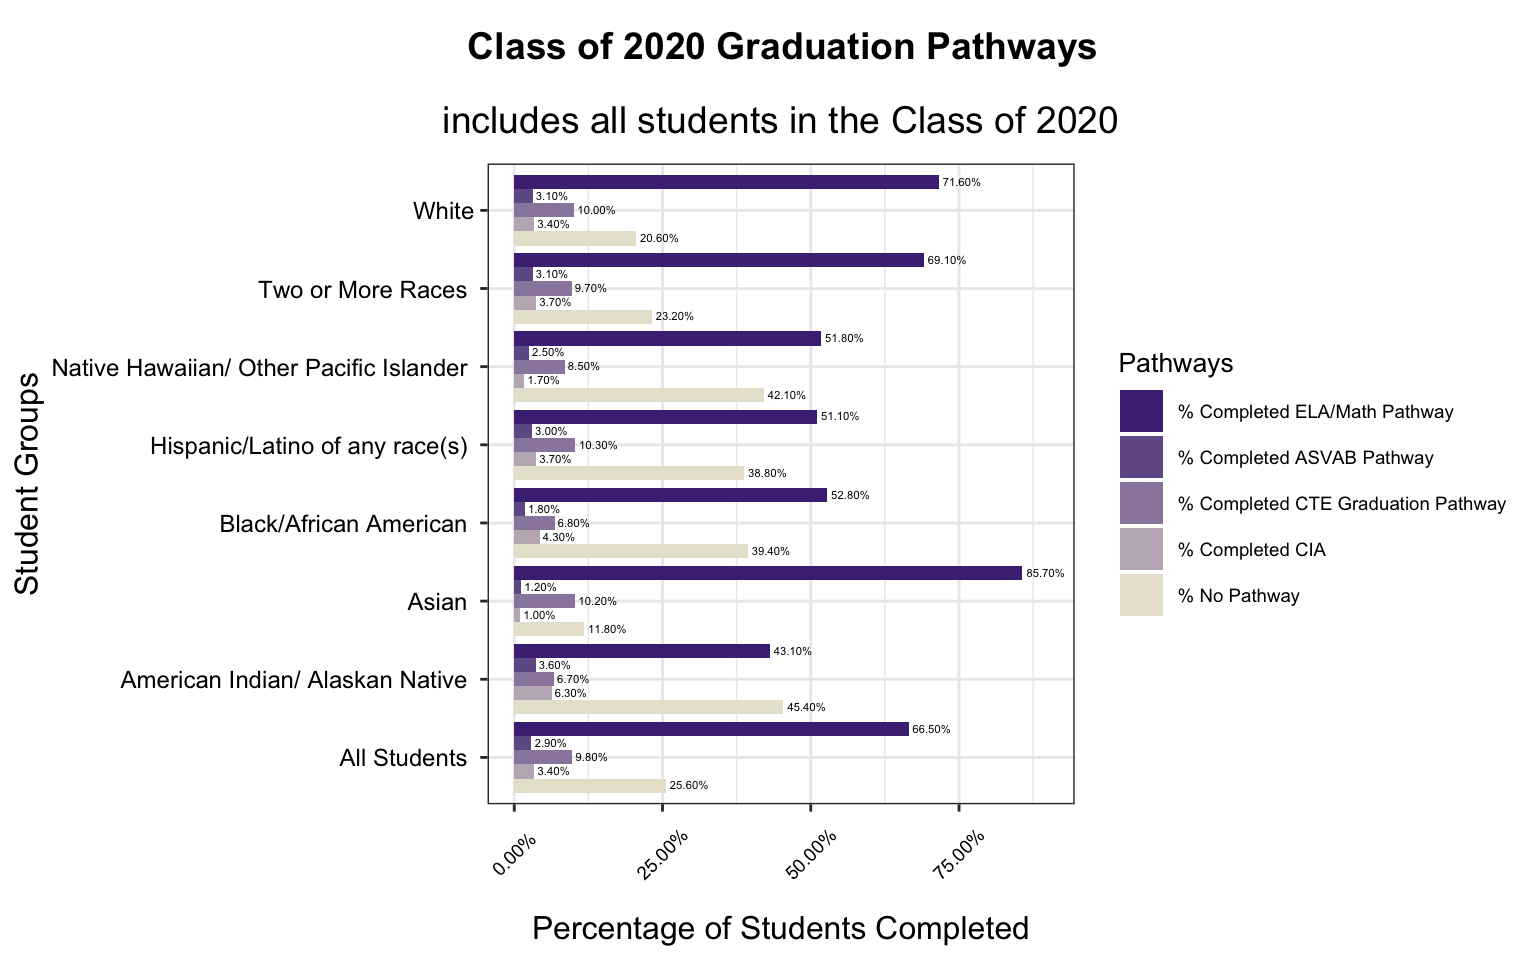 Class of 2020 Graduation Pathways
includes all students in the Class of 2020
Student Groups
White
71.60%
3.10%
10.00%
3.40%
20.60%
Two or More Races
69.10%
3.10%
9.70%
3.70%
23.20%
Native Hawaiian/ Other Pacific Islander
51.80%
2.50%
8.50%
1.70%
42.10%
Hispanic/Latino of any race(s)
51.10%
3.00%
10.30%
3.70%
38.80%
Black/African American
52.80%
1.80%
6.80%
4.30%
39.40%
Asian
85.70%
1.20%
10.20%
1.00%
11.80%
American Indian/ Alaskan Native
43.10%
3.60%
6.70%
6.30%
45.40%
All Students
66.50%
2.90%
9.80%
3.40%
25.60%
0.00%
25.00%
50.00%
75.00%
Percentage of Students Completed
Pathways
% Completed ELA/Math Pathway
% Completed ASVAB Pathway
% Completed CTE Graduation Pathway
% Completed CIA
% No Pathway